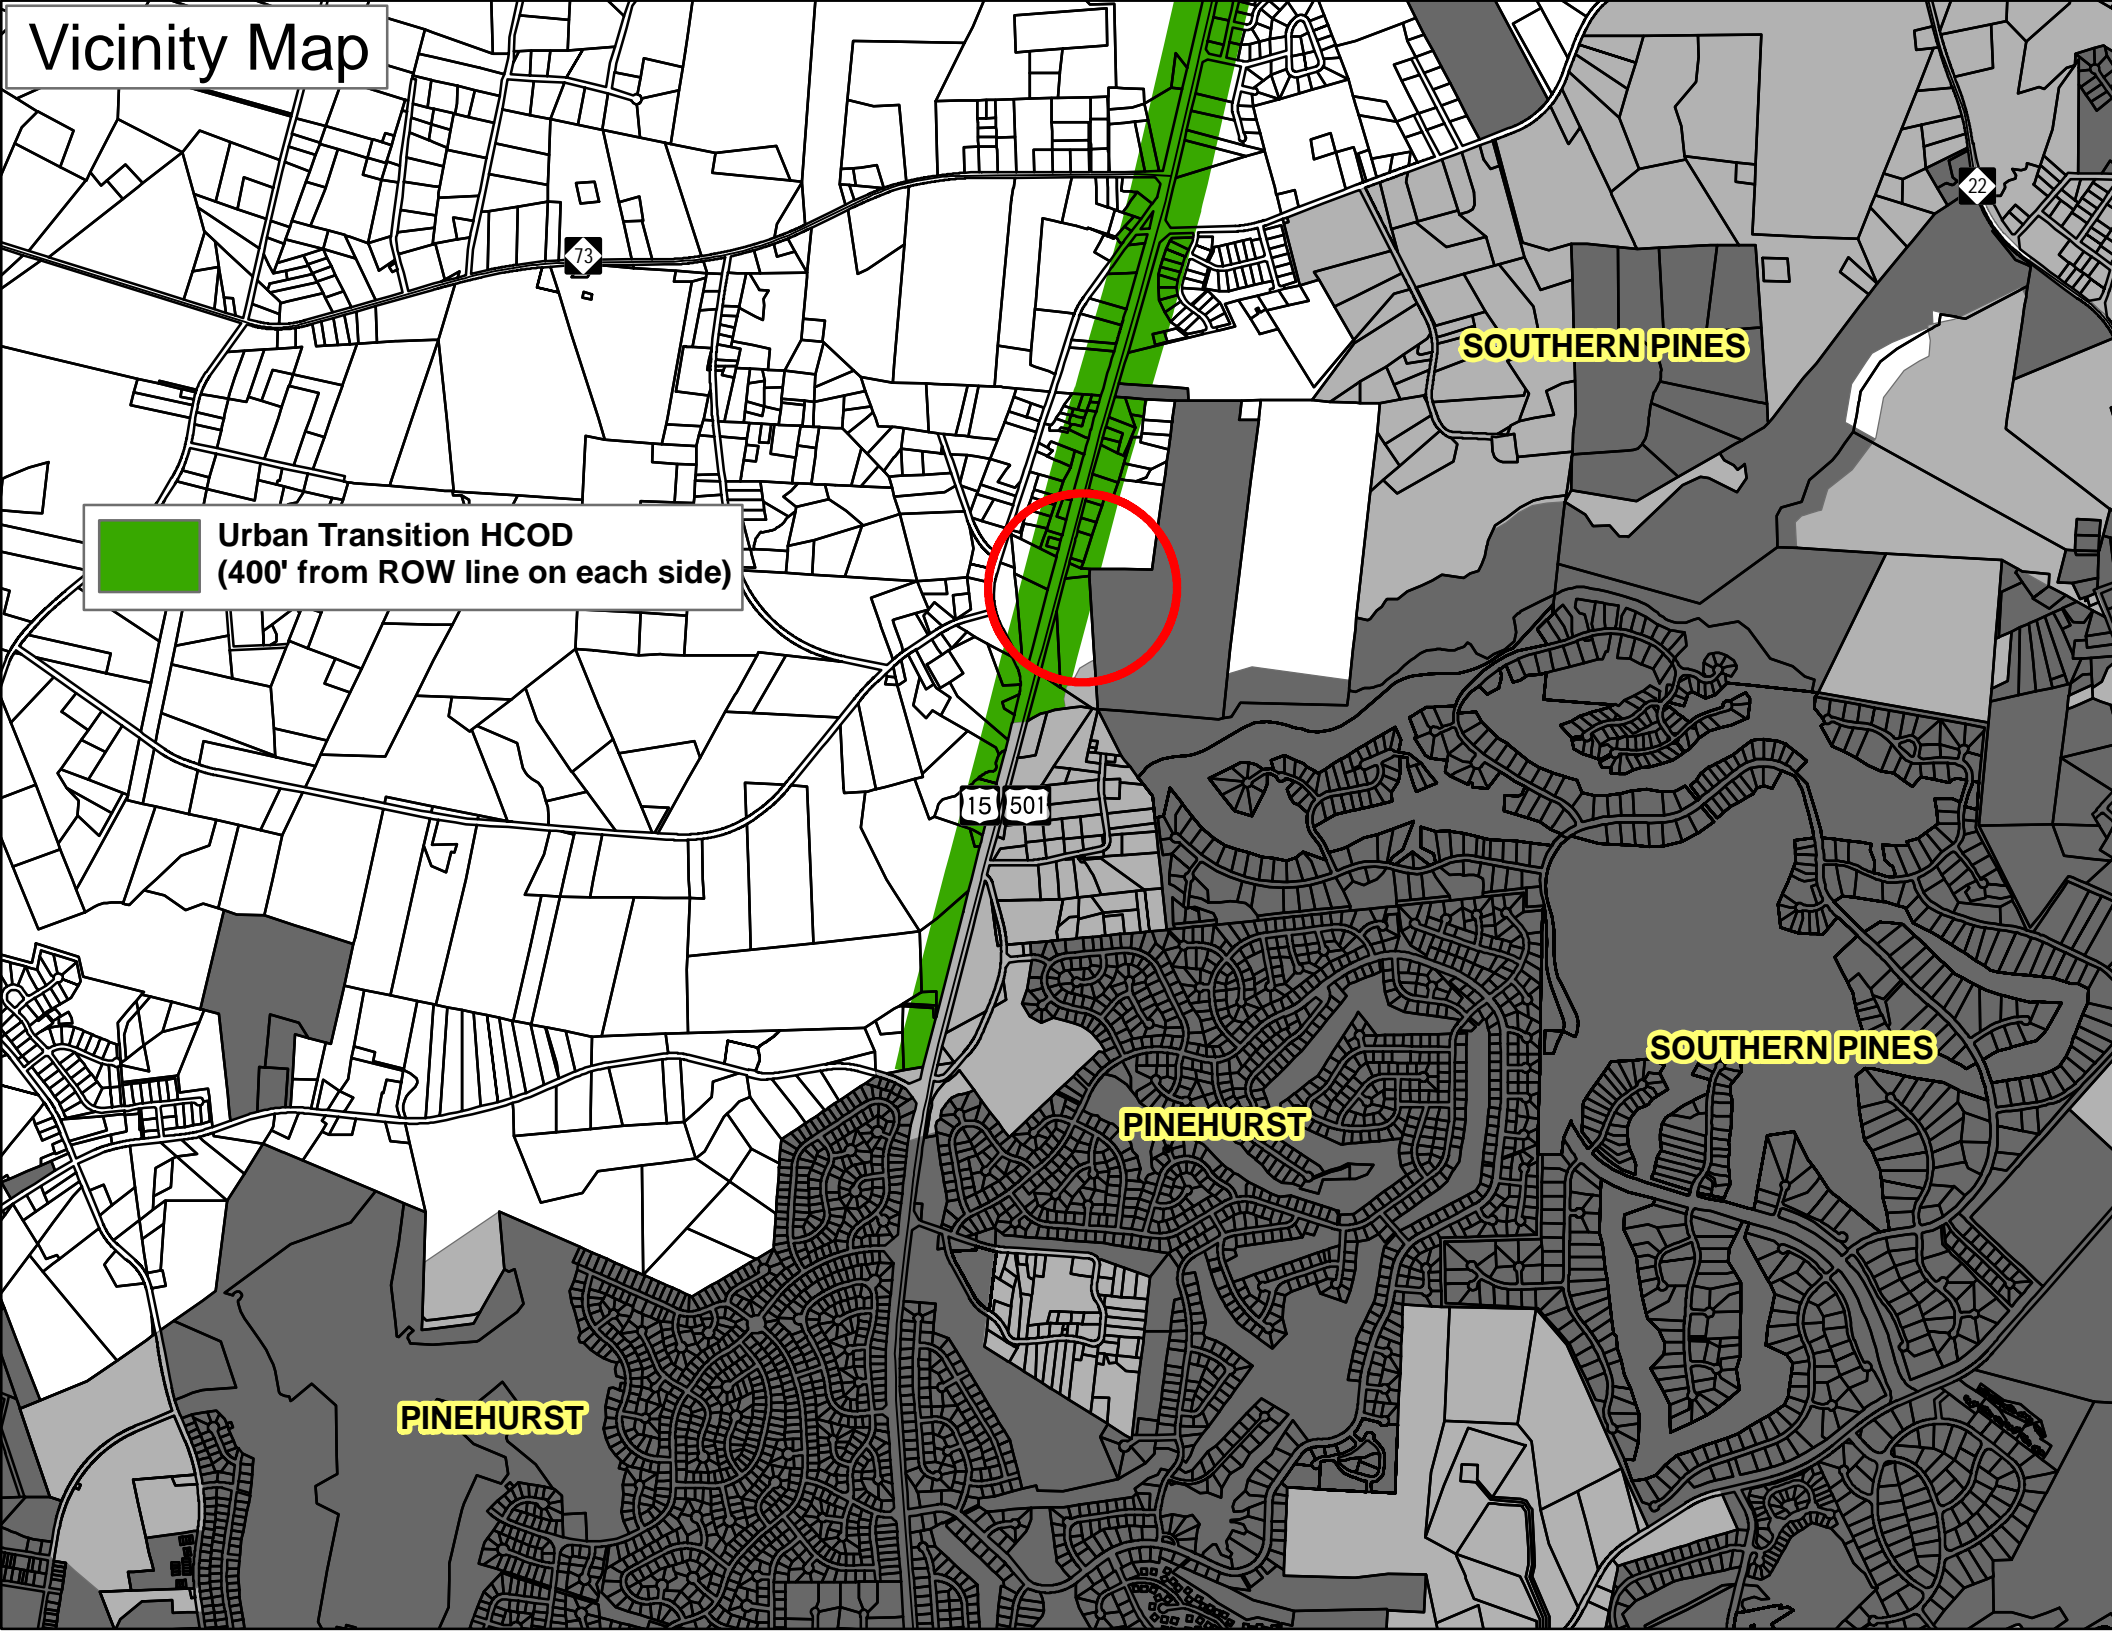 Vicinity Map
22
73
SOUTHERN PINES
Urban Transition HCOD
(400' from ROW line on each side)
15 501
SOUTHERN PINES
PINEHURST
PINEHURST